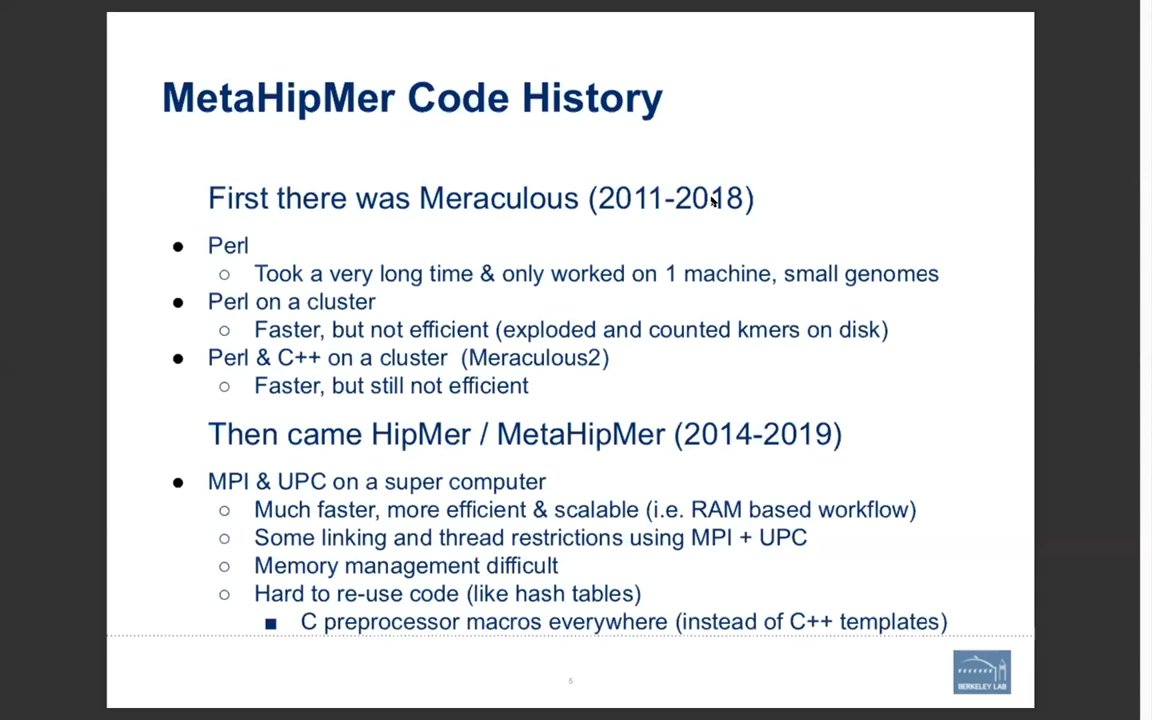 MetaHipMer Code History
First there was Meraculous (2011-2018)
● Perl
○ Took a very long time & only worked on 1 machine, small genomes
● Perl on a cluster
○ Faster, but not efficient (exploded and counted kmers on disk)
● Perl & C++ on a cluster (Meraculous2)
○ Faster, but still not efficient
Then came HipMer / MetaHipMer (2014-2019)
● MPI & UPC on a super computer
○ Much faster, more efficient & scalable (i.e. RAM based workflow)
○ Some linking and thread restrictions using MPI + UPC
○ Memory management difficult
○ Hard to re-use code (like hash tables)
■ C preprocessor macros everywhere (instead of C++ templates)
5
BERKELEY LAB